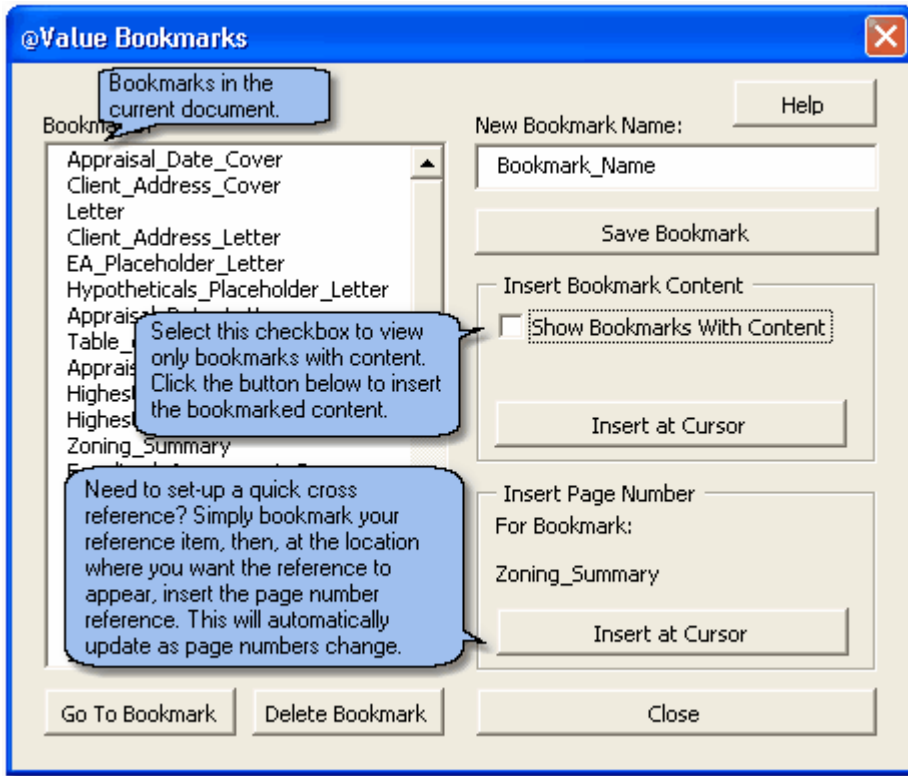 @Value Bookmarks
Bookmarks in the
current document.
Help
New Bookmark Name:
Bookmark_Name
Appraisal_Date_Cover
Client_Address_Cover
Letter
Client_Address_Letter
EA_Placeholder_Letter
Hypotheticals_Placeholder_Letter
Zoning_Summary
Save Bookmark
Insert Bookmark Content
Show Bookmarks With Content
Select this checkbox to view
only bookmarks with content.
Click the button below to insert
the bookmarked content.
Insert at Cursor
Need to set-up a quick cross
reference? Simply bookmark your
reference item, then, at the location
where you want the reference to
appear, insert the page number
reference. This will automatically
update as page numbers change.
Insert Page Number
For Bookmark:
Zoning_Summary
Insert at Cursor
Go To Bookmark
Delete Bookmark
Close